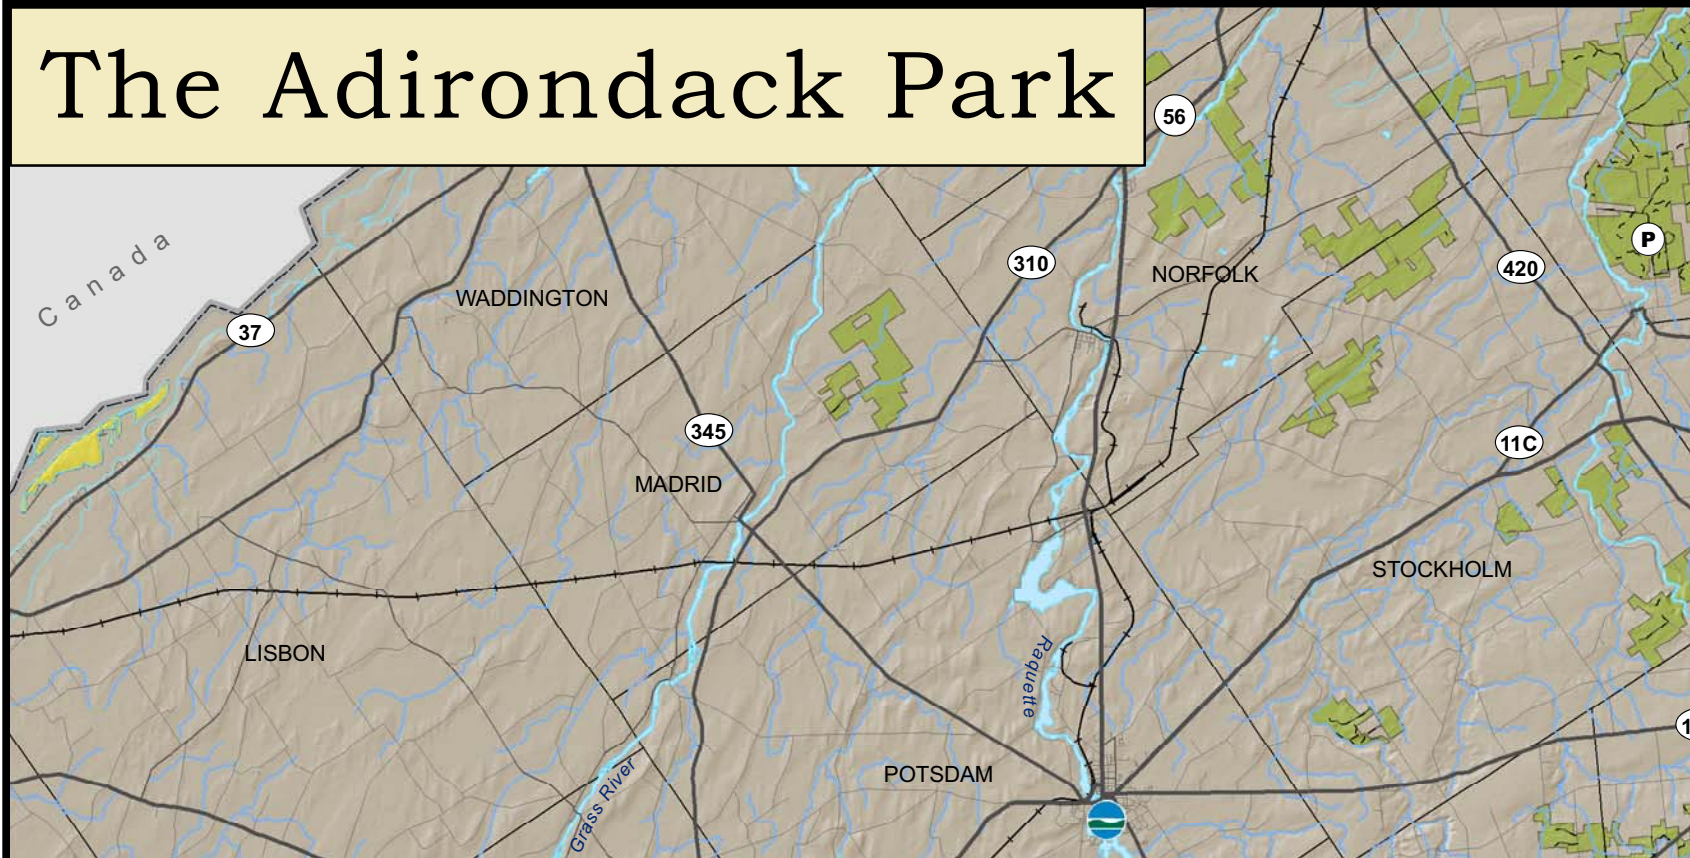 The Adirondack Park
56
Canada
P
310
420
NORFOLK
WADDINGTON
37
345
11C
MADRID
STOCKHOLM
LISBON
Raquette
POTSDAM
Grass River